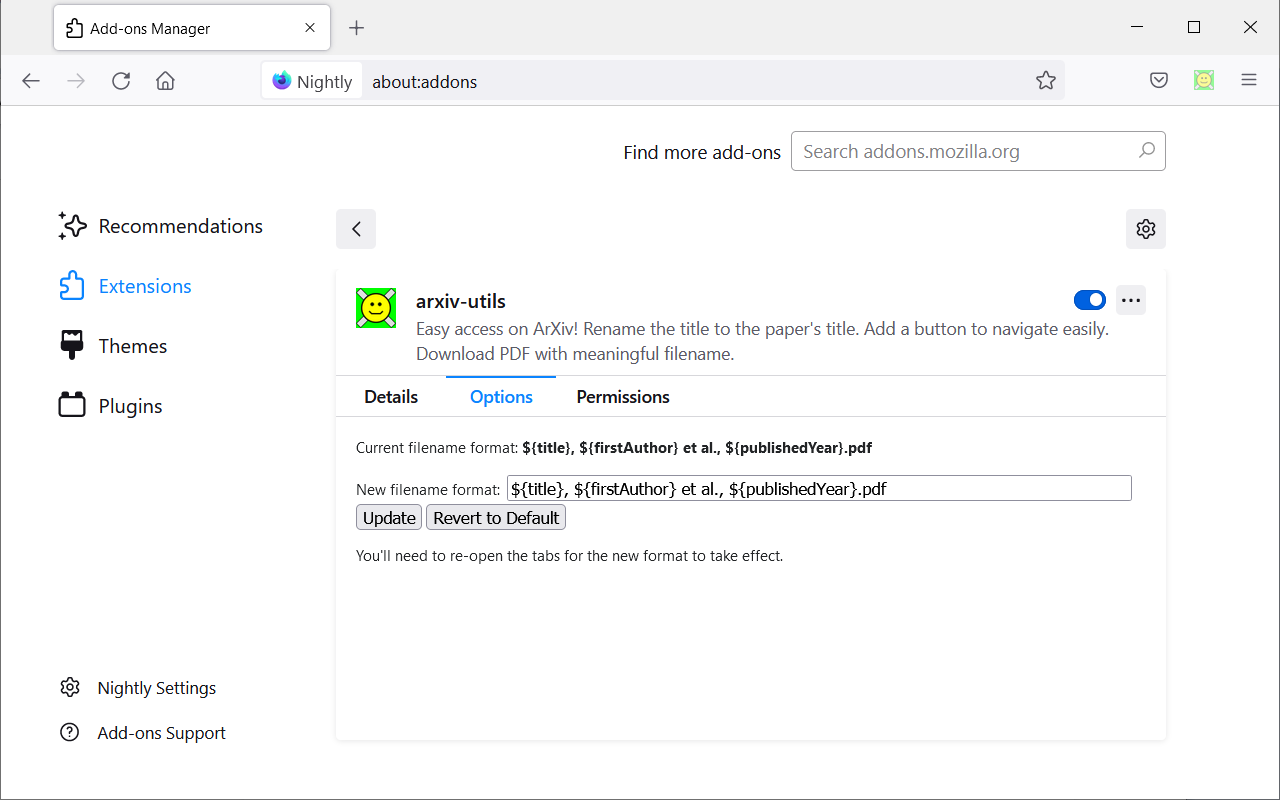 Add-ons Manager
Nightly
about:addons
Find more add-ons
Search addons.mozilla.org
Recommendations
Extensions
Themes
Plugins
Nightly Settings
Add-ons Support
arxiv-utils
Easy access on ArXiv! Rename the title to the paper's title. Add a button to navigate easily.
Download PDF with meaningful filename.
Details Options Permissions
Current filename format: ${title}, ${firstAuthor} et al., ${publishedYear}.pdf
New filename format: ${title}, ${firstAuthor} et al., ${publishedYear}.pdf
Update Revert to Default
You'll need to re-open the tabs for the new format to take effect.